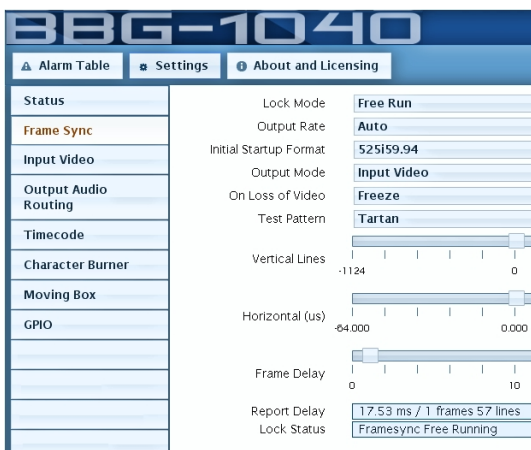 BBG-1040
Alarm Table
Settings
About and Licensing
Status
Frame Sync
Input Video
Output Audio
Routing
Timecode
Character Burner
Moving Box
GPIO
Lock Mode Free Run
Output Rate Auto
Initial Startup Format 525i59.94
Output Mode Input Video
On Loss of Video Freeze
Test Pattern Tartan
Vertical Lines
-1124 0
Horizontal (us)
-64.000 0.000
Frame Delay
0 10
Report Delay 17.53 ms / 1 frames 57 lines
Lock Status Framesync Free Running